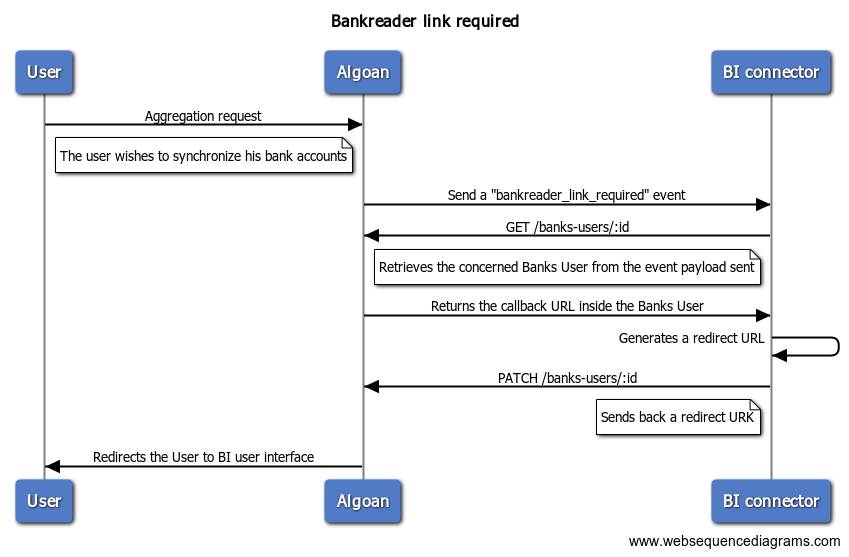 Bankreader link required
User
Algoan
BI connector
Aggregation request
The user wishes to synchronize his bank accounts
Send a "bankreader_link_required" event
GET /banks-users/:id
Retrieves the concerned Banks User from the event payload sent
Returns the callback URL inside the Banks User
Generates a redirect URL
PATCH /banks-users/:id
Sends back a redirect URK
Redirects the User to BI user interface
User
Algoan
BI connector
www.websequencediagrams.com